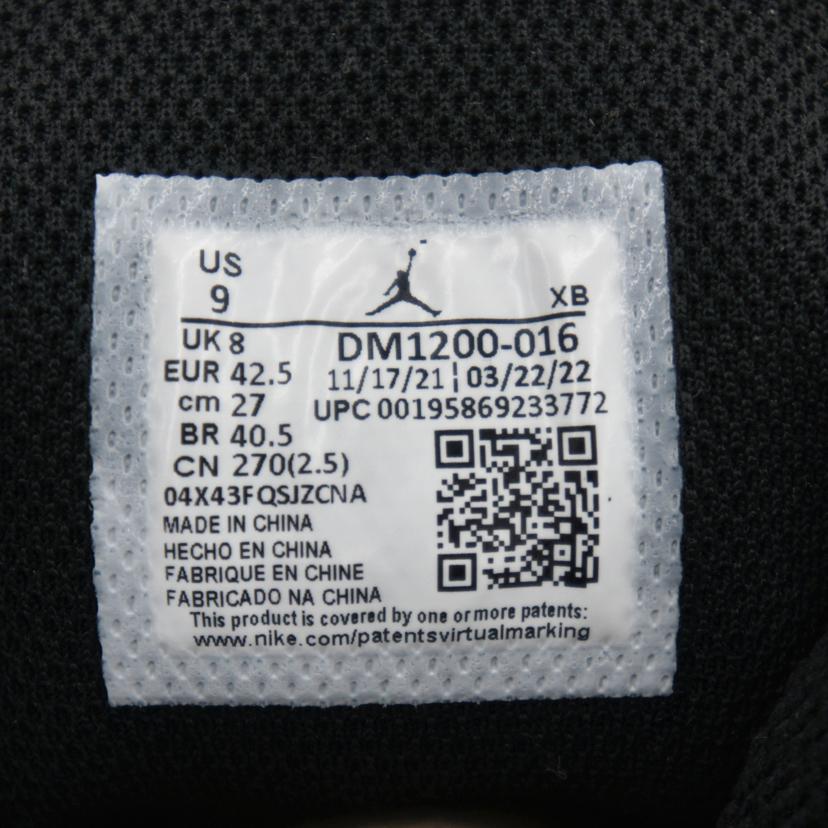 US
9
XB
UK 8
DM1200-016
EUR 42.5
11/17/21 | 03/22/22
cm 27
UPC 00195869233772
BR 40.5
CN 270(2.5)
04X43FQSJZCNA
MADE IN CHINA
HECHO EN CHINA
FABRIQUE EN CHINE
FABRICADO NA CHINA
This product is covered by one or more patents:
www.nike.com/patentsvirtualmarking